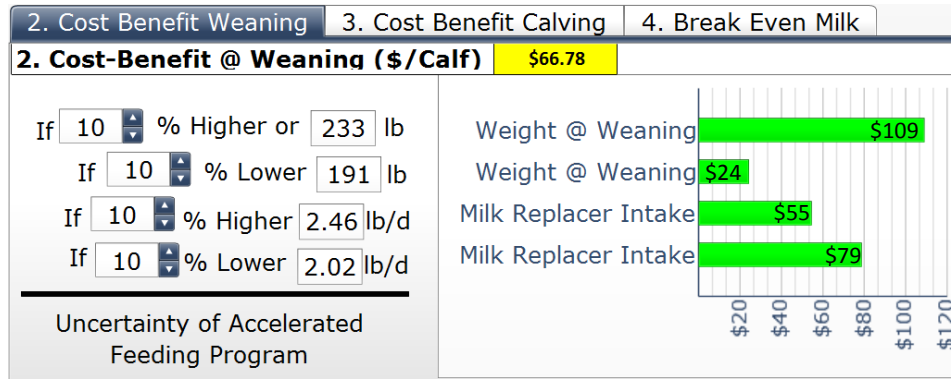 2. Cost Benefit Weaning 3. Cost Benefit Calving 4. Break Even Milk
2. Cost-Benefit @ Weaning ($/Calf) $66.78
If 10 % Higher or 233 lb
If 10 % Lower 191 lb
If 10 % Higher 2.46 lb/d
If 10 % Lower 2.02 lb/d
Uncertainty of Accelerated
Feeding Program
Weight @ Weaning $109
Weight @ Weaning $24
Milk Replacer Intake $55
Milk Replacer Intake $79
$20 $40 $60 $80 $100 $120